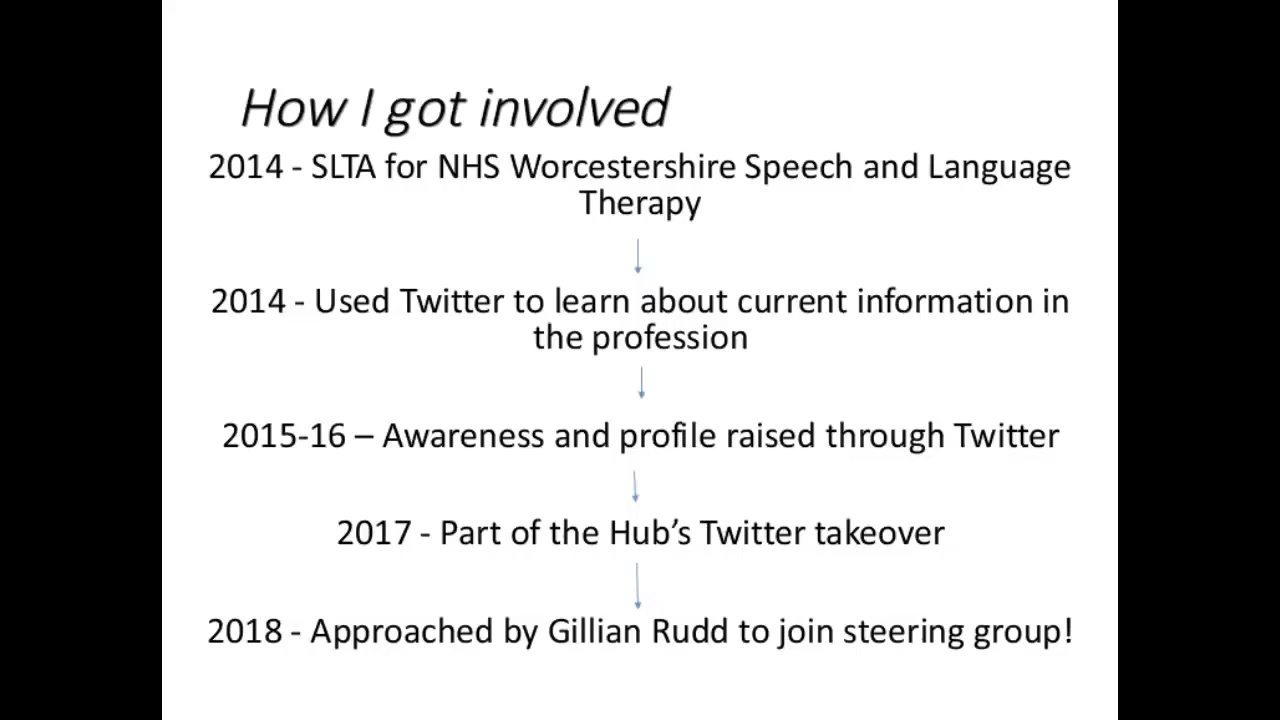 How I got involved
2014 - SLTA for NHS Worcestershire Speech and Language
Therapy
2014 - Used Twitter to learn about current information in
the profession
2015-16 – Awareness and profile raised through Twitter
2017 - Part of the Hub’s Twitter takeover
2018 - Approached by Gillian Rudd to join steering group!